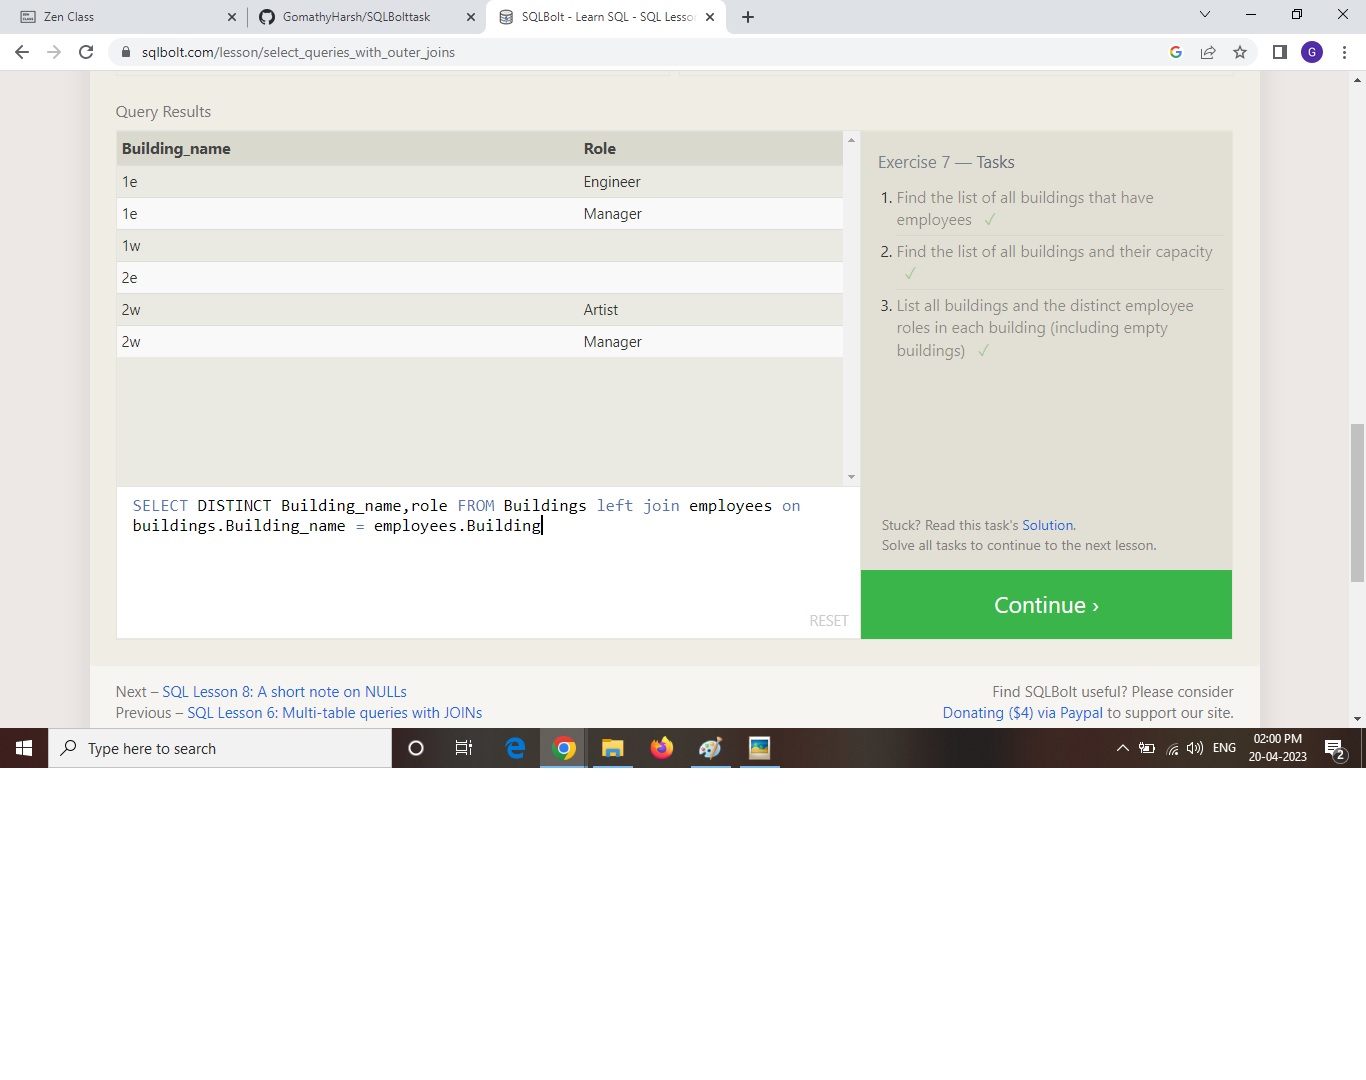 Zen Class
GomathyHarsh/SQLBolttask
SQLBolt - Learn SQL - SQL Lesso
sqlbolt.com/lesson/select_queries_with_outer_joins
G
Query Results
Building_name Role
1e Engineer
1e Manager
1w
2e
2w Artist
2w Manager
SELECT DISTINCT Building_name,role FROM Buildings left join employees on
buildings.Building_name = employees.Building
RESET
Exercise 7 — Tasks
1. Find the list of all buildings that have
employees ✓
2. Find the list of all buildings and their capacity
✓
3. List all buildings and the distinct employee
roles in each building (including empty
buildings) ✓
Stuck? Read this task's Solution.
Solve all tasks to continue to the next lesson.
Continue ›
Next – SQL Lesson 8: A short note on NULLs
Previous – SQL Lesson 6: Multi-table queries with JOINs
Find SQLBolt useful? Please consider
Donating ($4) via Paypal to support our site.
Type here to search
ENG
02:00 PM
20-04-2023
2